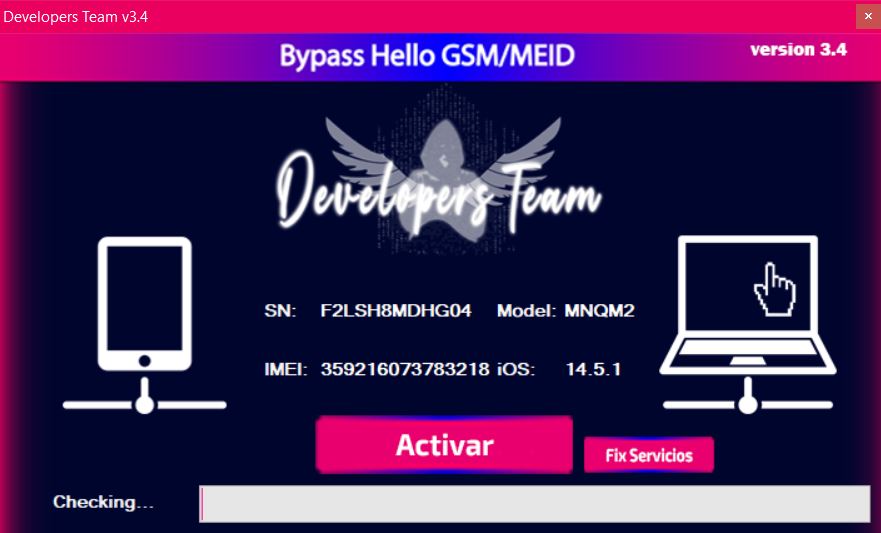 Developers Team v3.4
Bypass Hello GSM/MEID
version 3.4
Developers Team
SN: F2LSH8MDHG04 Model: MNQM2
IMEI: 359216073783218 iOS: 14.5.1
Activar
Fix Servicios
Checking...